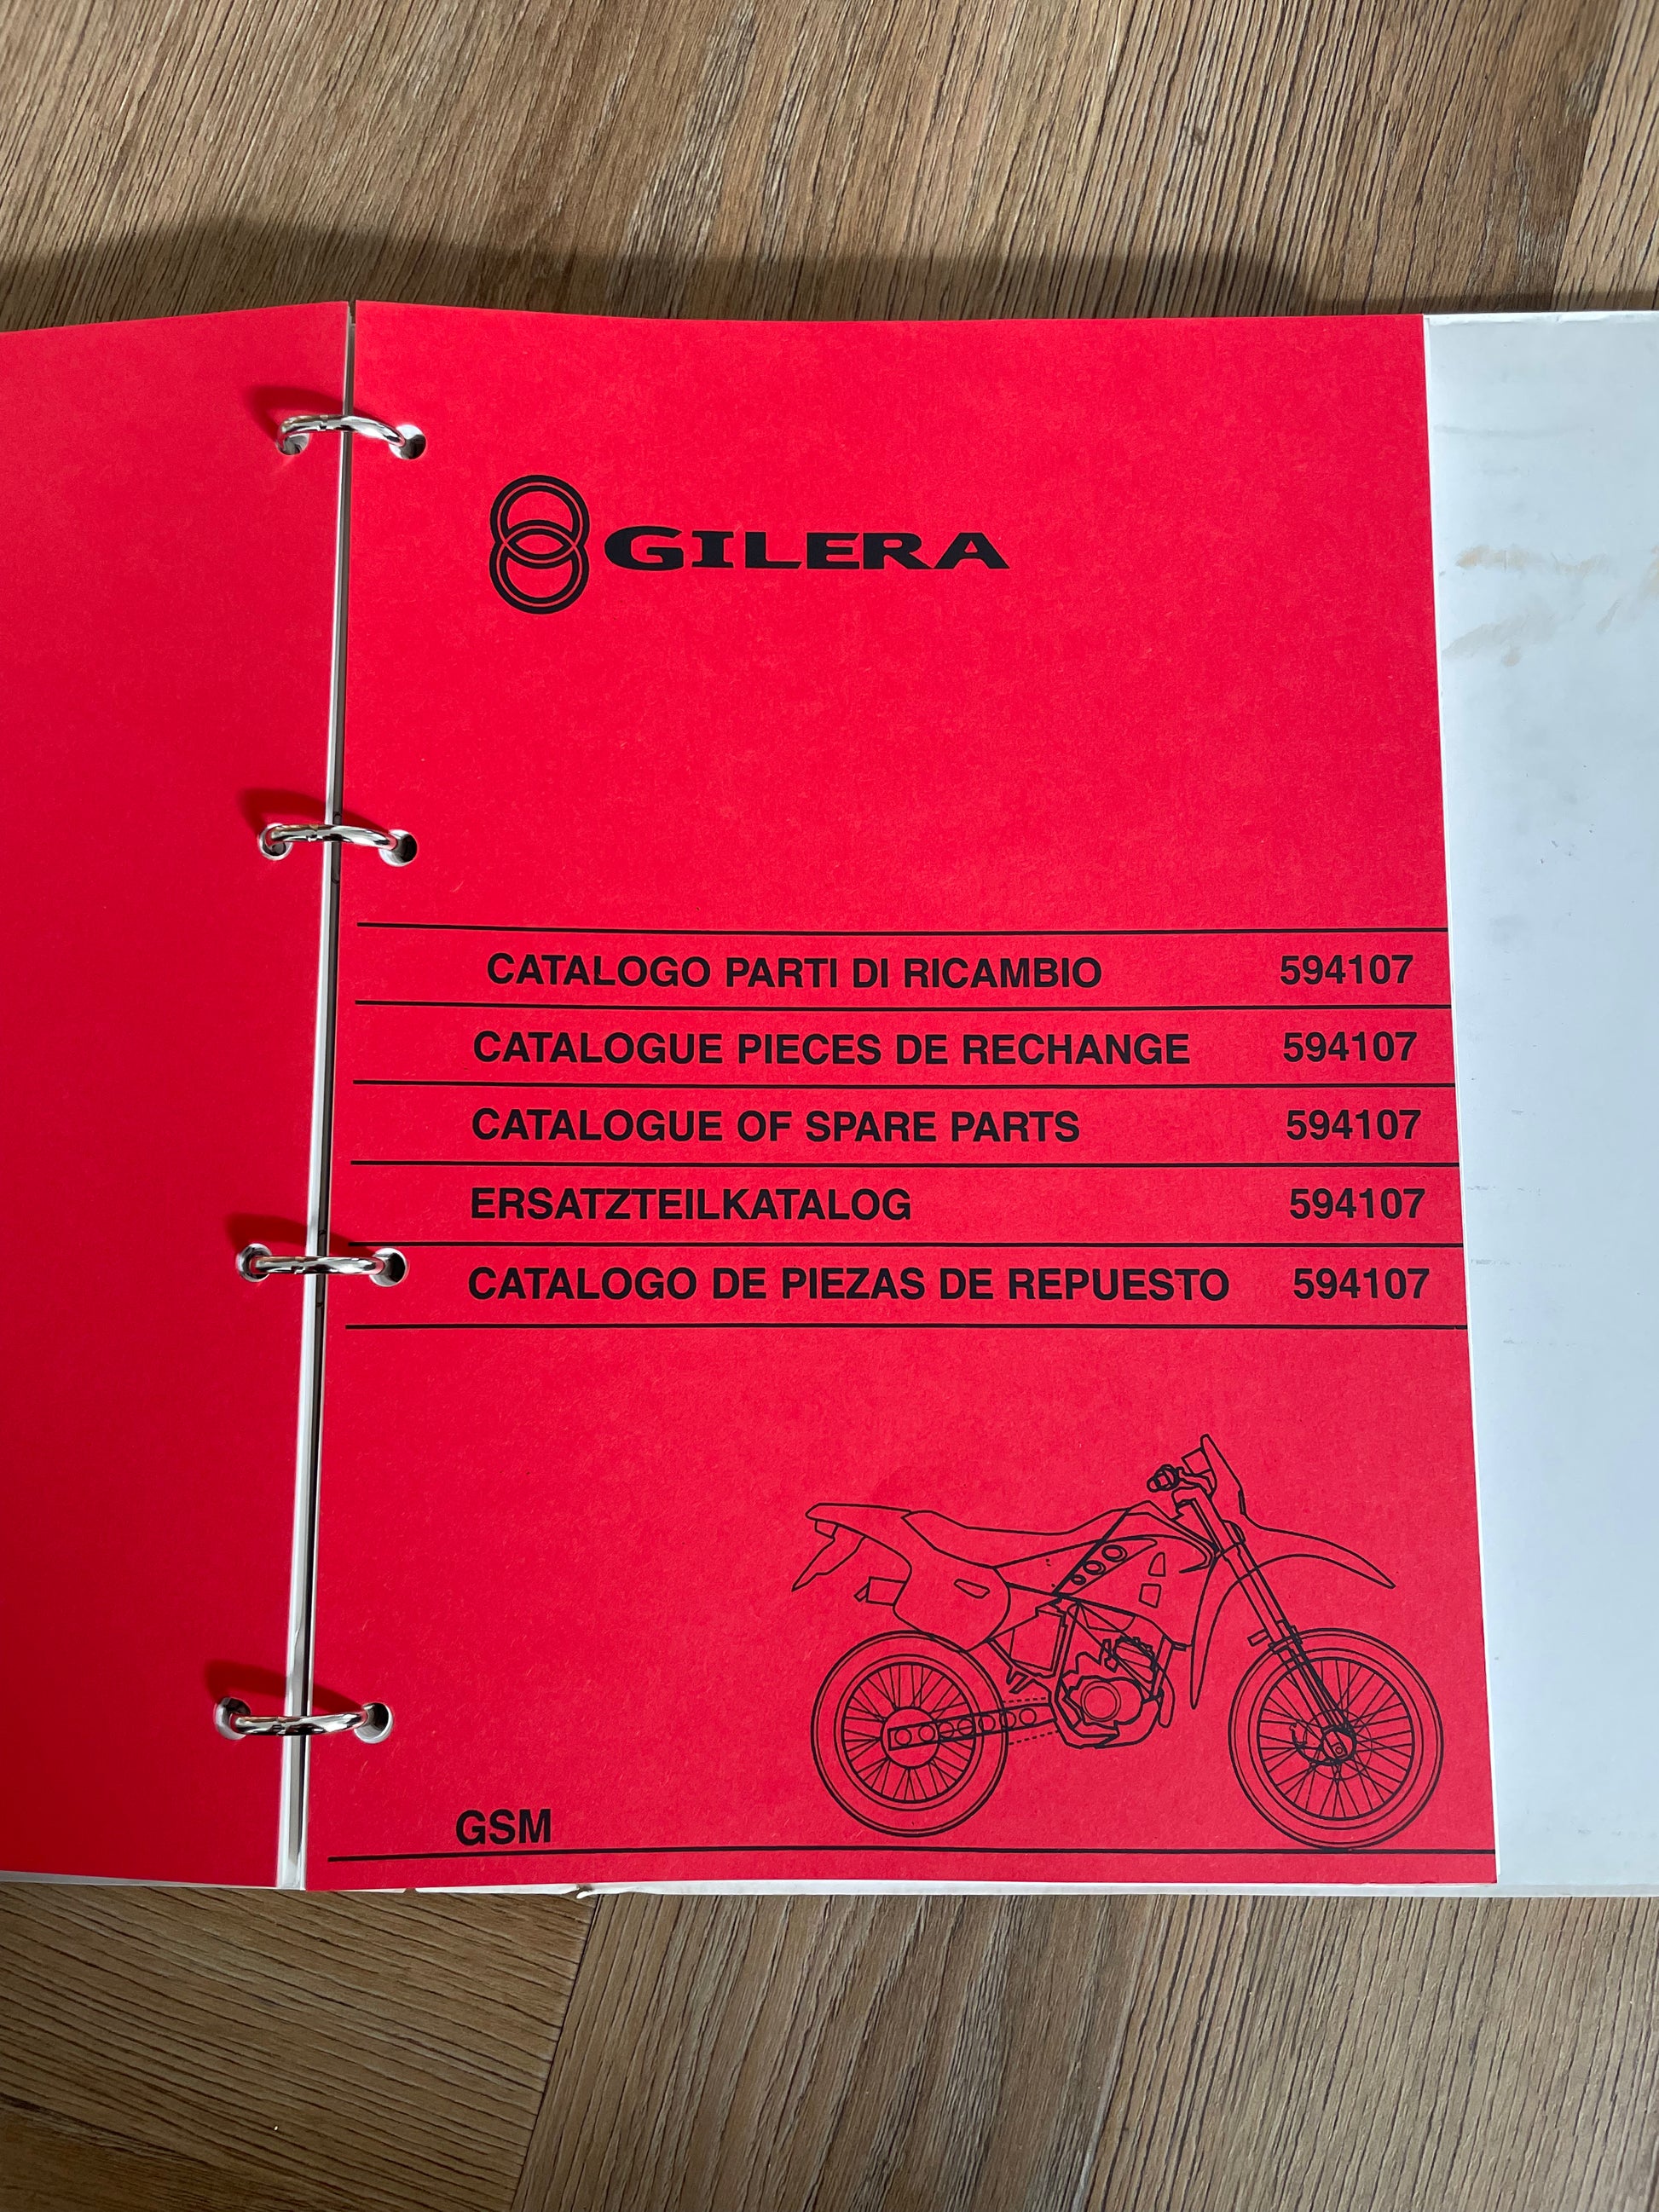 GILERA
CATALOGO PARTI DI RICAMBIO 594107
CATALOGUE PIECES DE RECHANGE 594107
CATALOGUE OF SPARE PARTS 594107
ERSATZTEILKATALOG 594107
CATALOGO DE PIEZAS DE REPUESTO 594107
GSM